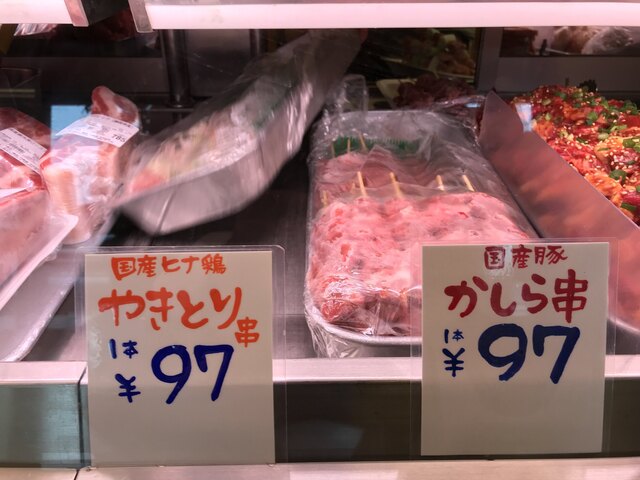 国産ヒナ鶏
やきとり串
1本
¥97
国産豚
かしら串
1本
¥97